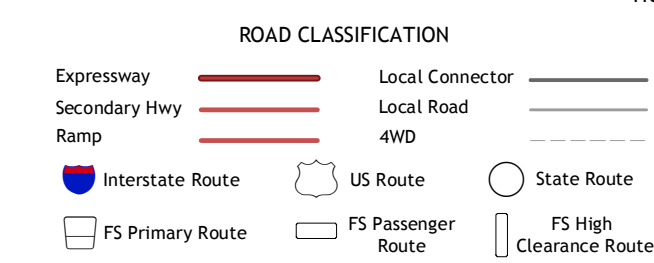 ROAD CLASSIFICATION
Expressway
Local Connector
Secondary Hwy
Local Road
Ramp
4WD
Interstate Route
US Route
State Route
FS Primary Route
FS Passenger
Route
FS High
Clearance Route